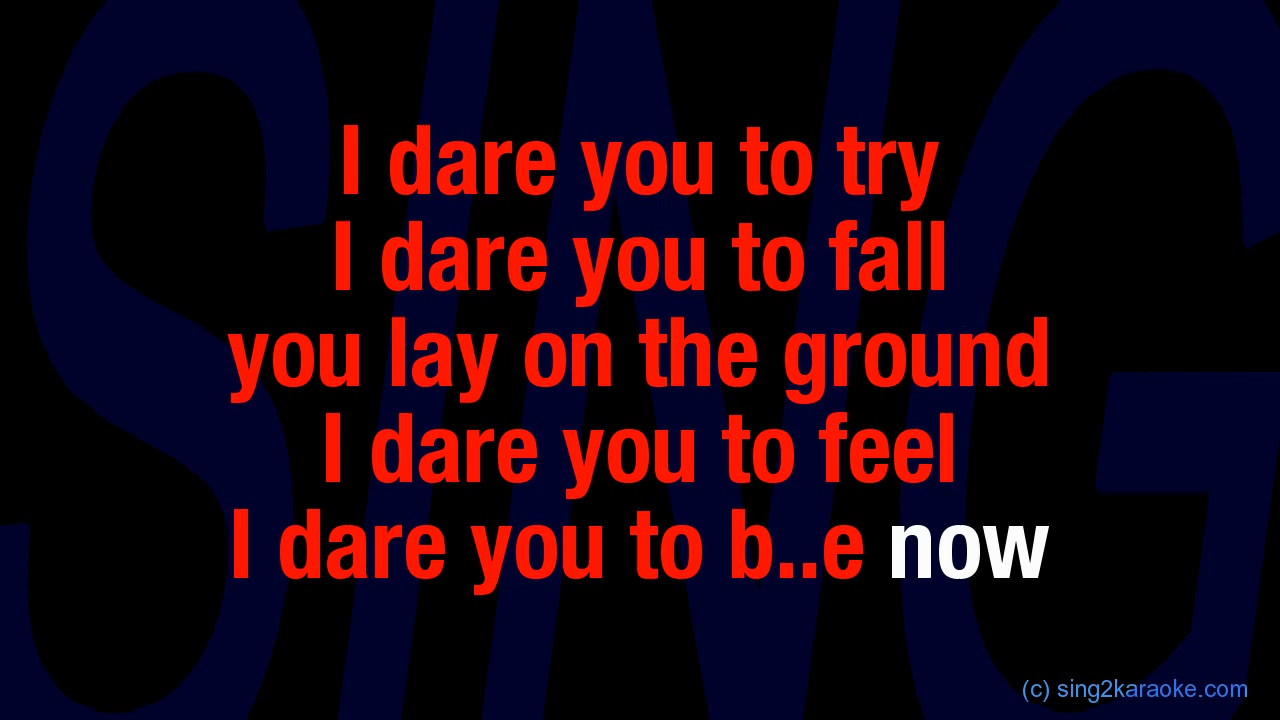 SING
I dare you to try
I dare you to fall
you lay on the ground
I dare you to feel
I dare you to b..e now
(c) sing2karaoke.com